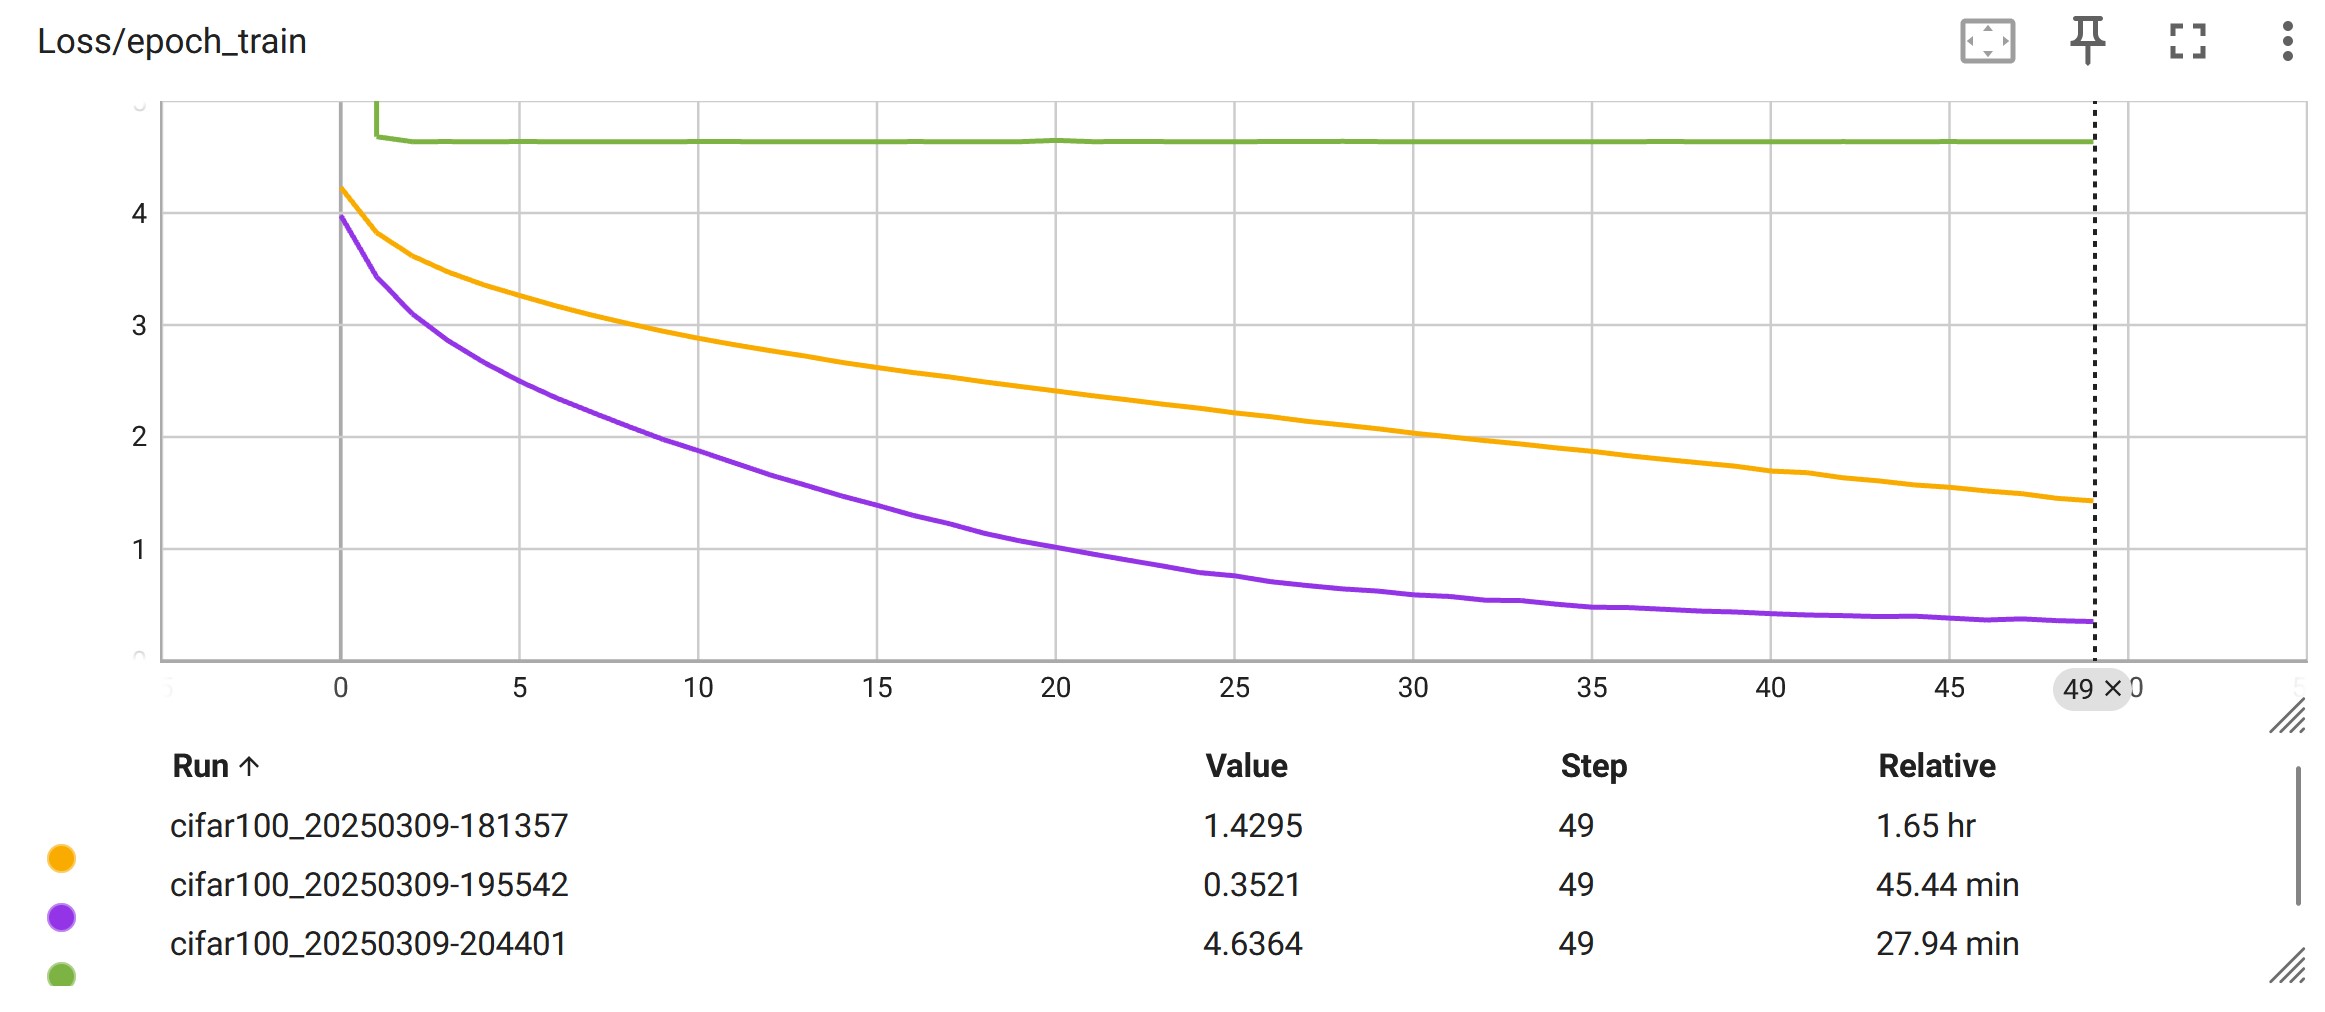 Loss/epoch_train
4
3
2
1
0 5 10 15 20 25 30 35 40 45 49 × 0
Run ↑ Value Step Relative
cifar100_20250309-181357 1.4295 49 1.65 hr
cifar100_20250309-195542 0.3521 49 45.44 min
cifar100_20250309-204401 4.6364 49 27.94 min